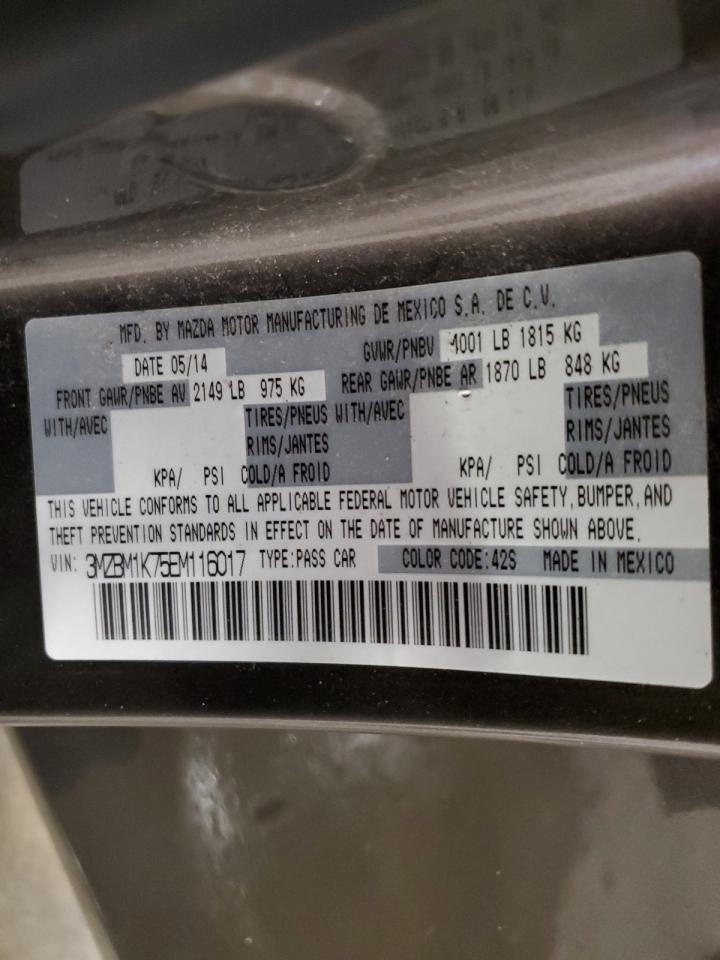 MFD. BY MAZDA MOTOR MANUFACTURING DE MEXICO S.A. DE C.V.
DATE 05/14 GVWR/PNBV 4001 LB 1815 KG
FRONT GAWR/PNBE AV 2149 LB 975 KG REAR GAWR/PNBE AR 1870 LB 848 KG
WITH/AVEC TIRES/PNEUS WITH/AVEC TIRES/PNEUS
RIMS/JANTES RIMS/JANTES
KPA/ PSI COLD/A FROID KPA/ PSI COLD/A FROID
THIS VEHICLE CONFORMS TO ALL APPLICABLE FEDERAL MOTOR VEHICLE SAFETY, BUMPER, AND
THEFT PREVENTION STANDARDS IN EFFECT ON THE DATE OF MANUFACTURE SHOWN ABOVE.
VIN: 3MZBM1K75EM116017 TYPE:PASS CAR COLOR CODE:42S MADE IN MEXICO